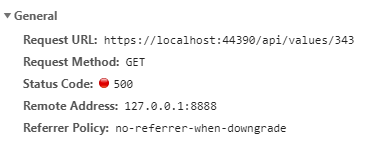 General
Request URL: https://localhost:44390/api/values/343
Request Method: GET
Status Code: 500
Remote Address: 127.0.0.1:8888
Referrer Policy: no-referrer-when-downgrade